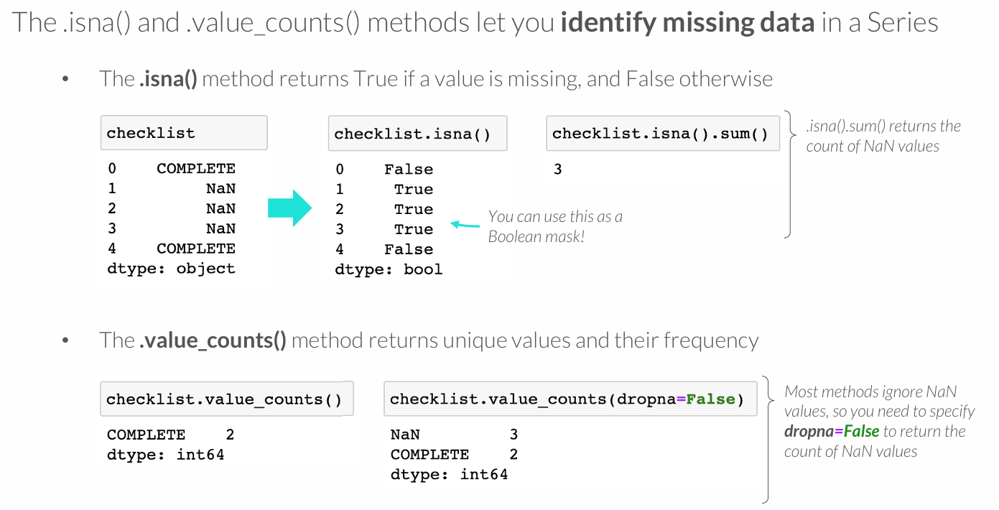 The .isna() and .value_counts() methods let you identify missing data in a Series
• The .isna() method returns True if a value is missing, and False otherwise
checklist
0 COMPLETE
1 NaN
2 NaN
3 NaN
4 COMPLETE
dtype: object
checklist.isna()
0 False
1 True
2 True
3 True
4 False
dtype: bool
You can use this as a
Boolean mask!
checklist.isna().sum()
3
.isna().sum() returns the
count of NaN values
• The .value_counts() method returns unique values and their frequency
checklist.value_counts()
COMPLETE 2
dtype: int64
checklist.value_counts(dropna=False)
NaN 3
COMPLETE 2
dtype: int64
Most methods ignore NaN
values, so you need to specify
dropna=False to return the
count of NaN values